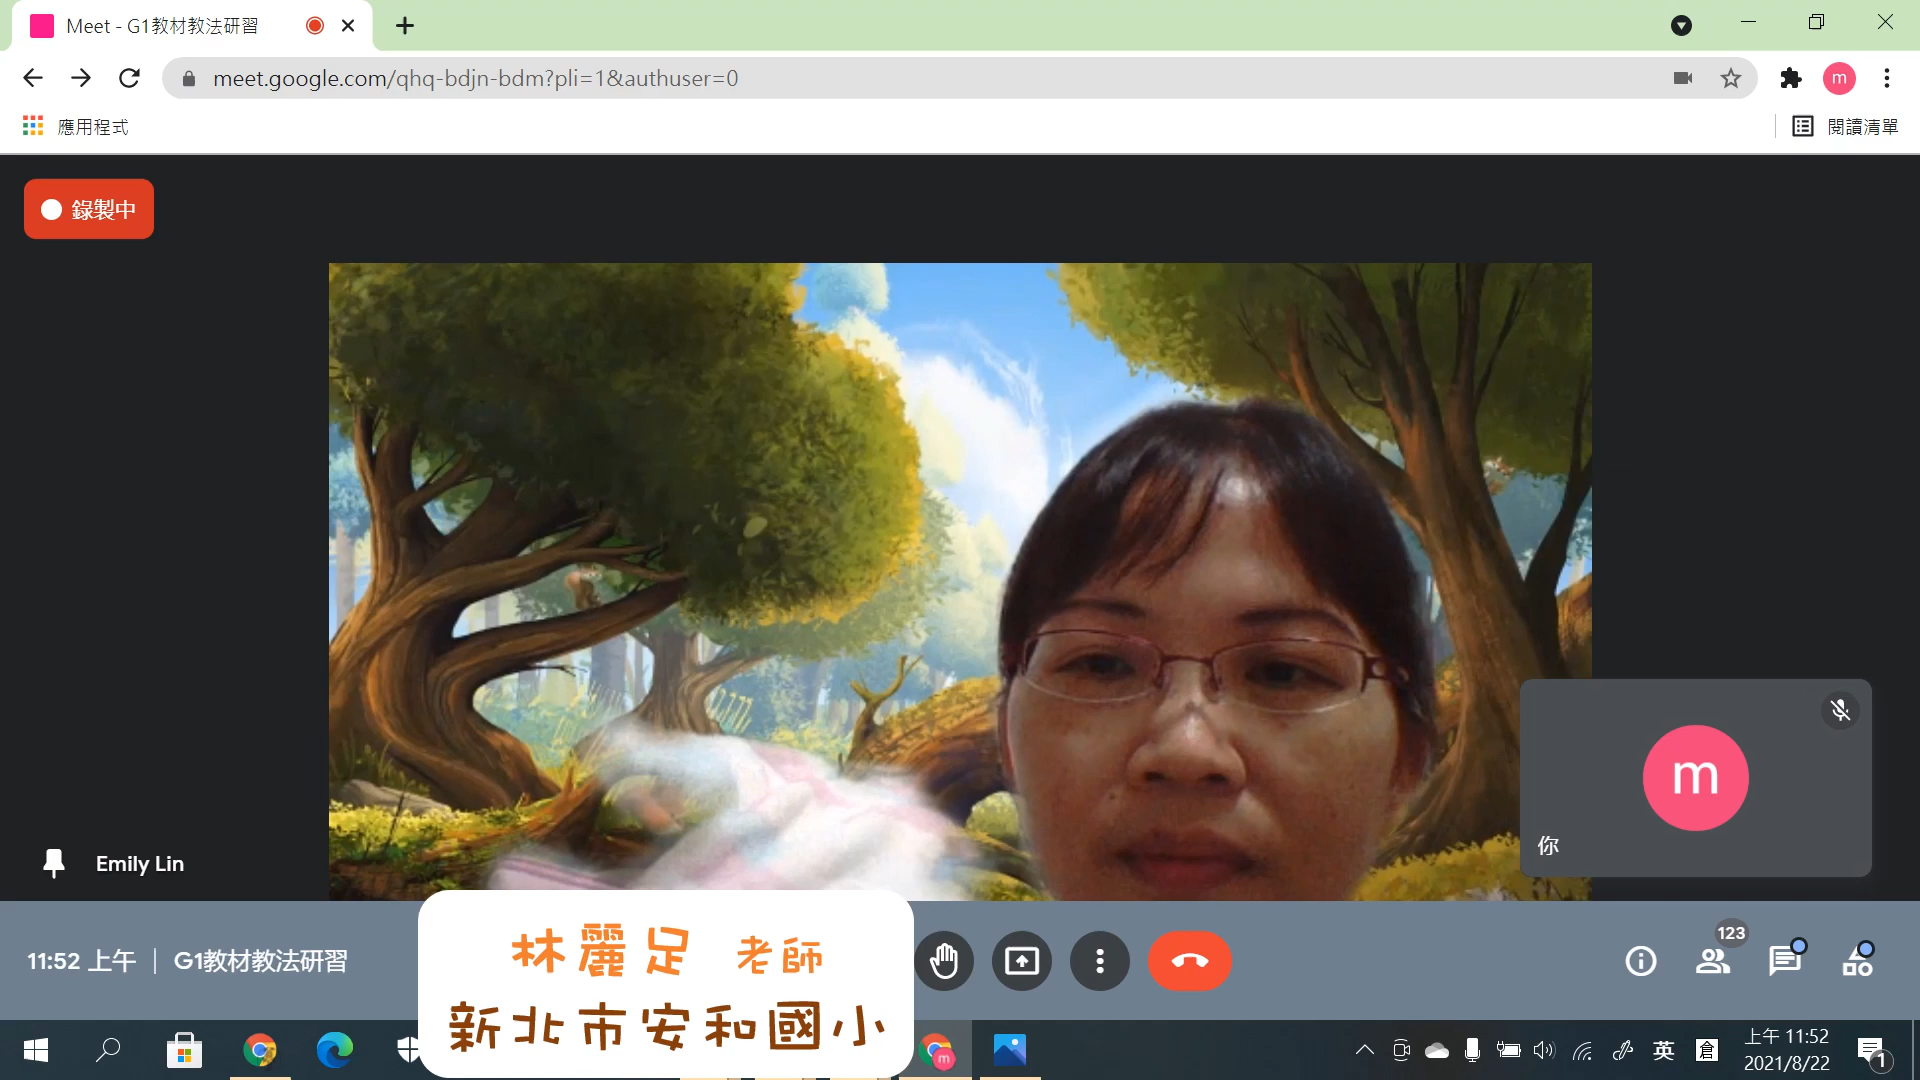 Meet - G1教材教法研習
meet.google.com/qhq-bdjn-bdm?pli=1&authuser=0
m
應用程式
閱讀清單
錄製中
m
你
Emily Lin
11:52 上午 | G1教材教法研習
123
林麗足 老師
新北市安和國小
m
英
倉
上午 11:52
2021/8/22
1